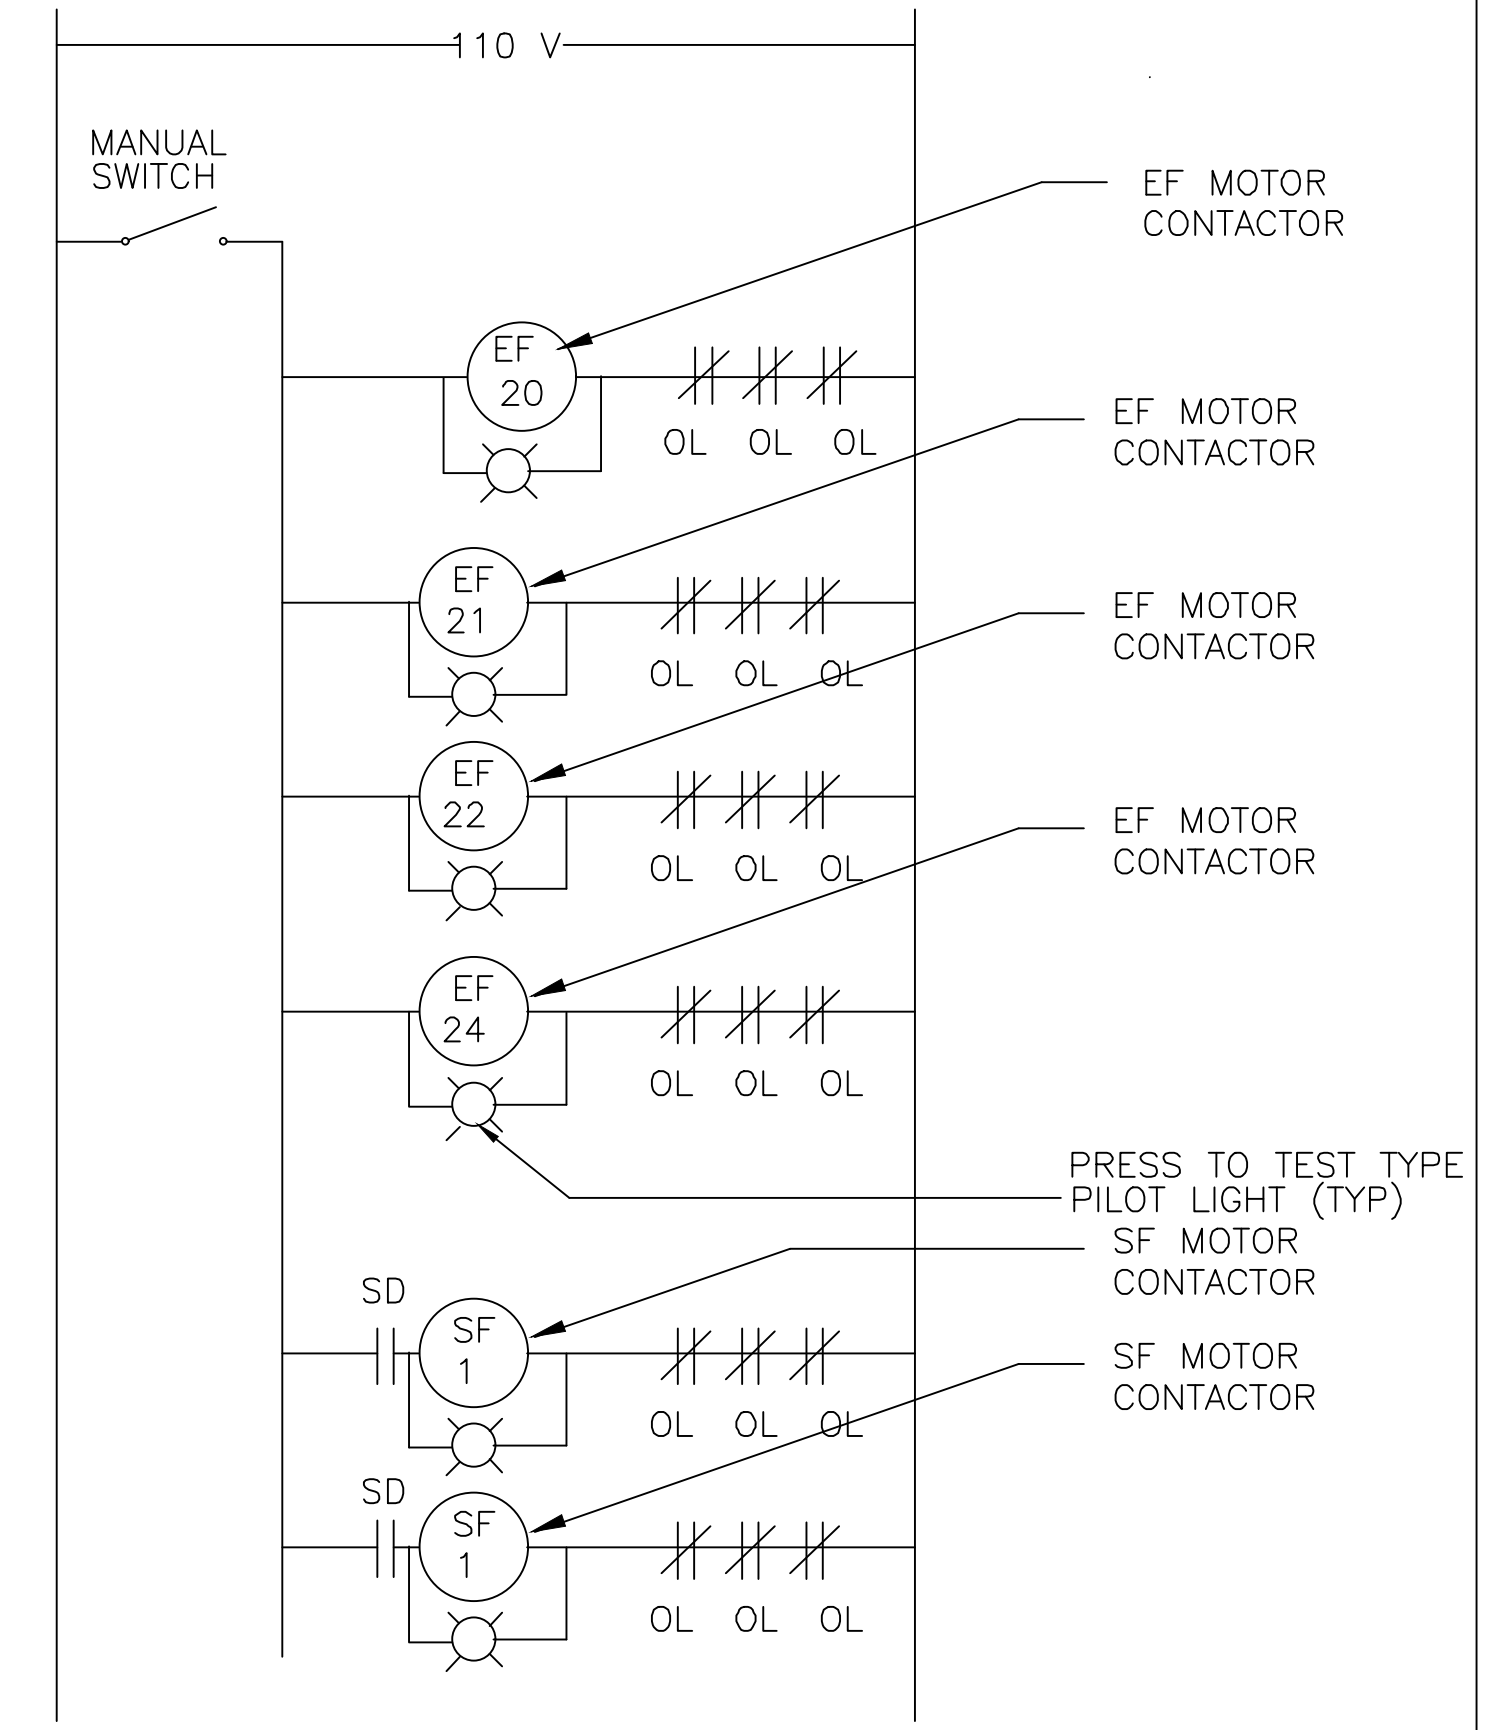 110 V
MANUAL
SWITCH
EF MOTOR
CONTACTOR
EF
20
OL OL OL
EF MOTOR
CONTACTOR
EF
21
OL OL OL
EF MOTOR
CONTACTOR
EF
22
OL OL OL
EF MOTOR
CONTACTOR
EF
24
OL OL OL
PRESS TO TEST TYPE
PILOT LIGHT (TYP)
SF MOTOR
CONTACTOR
SD
SF
1
OL OL OL
SF MOTOR
CONTACTOR
SD
SF
1
OL OL OL